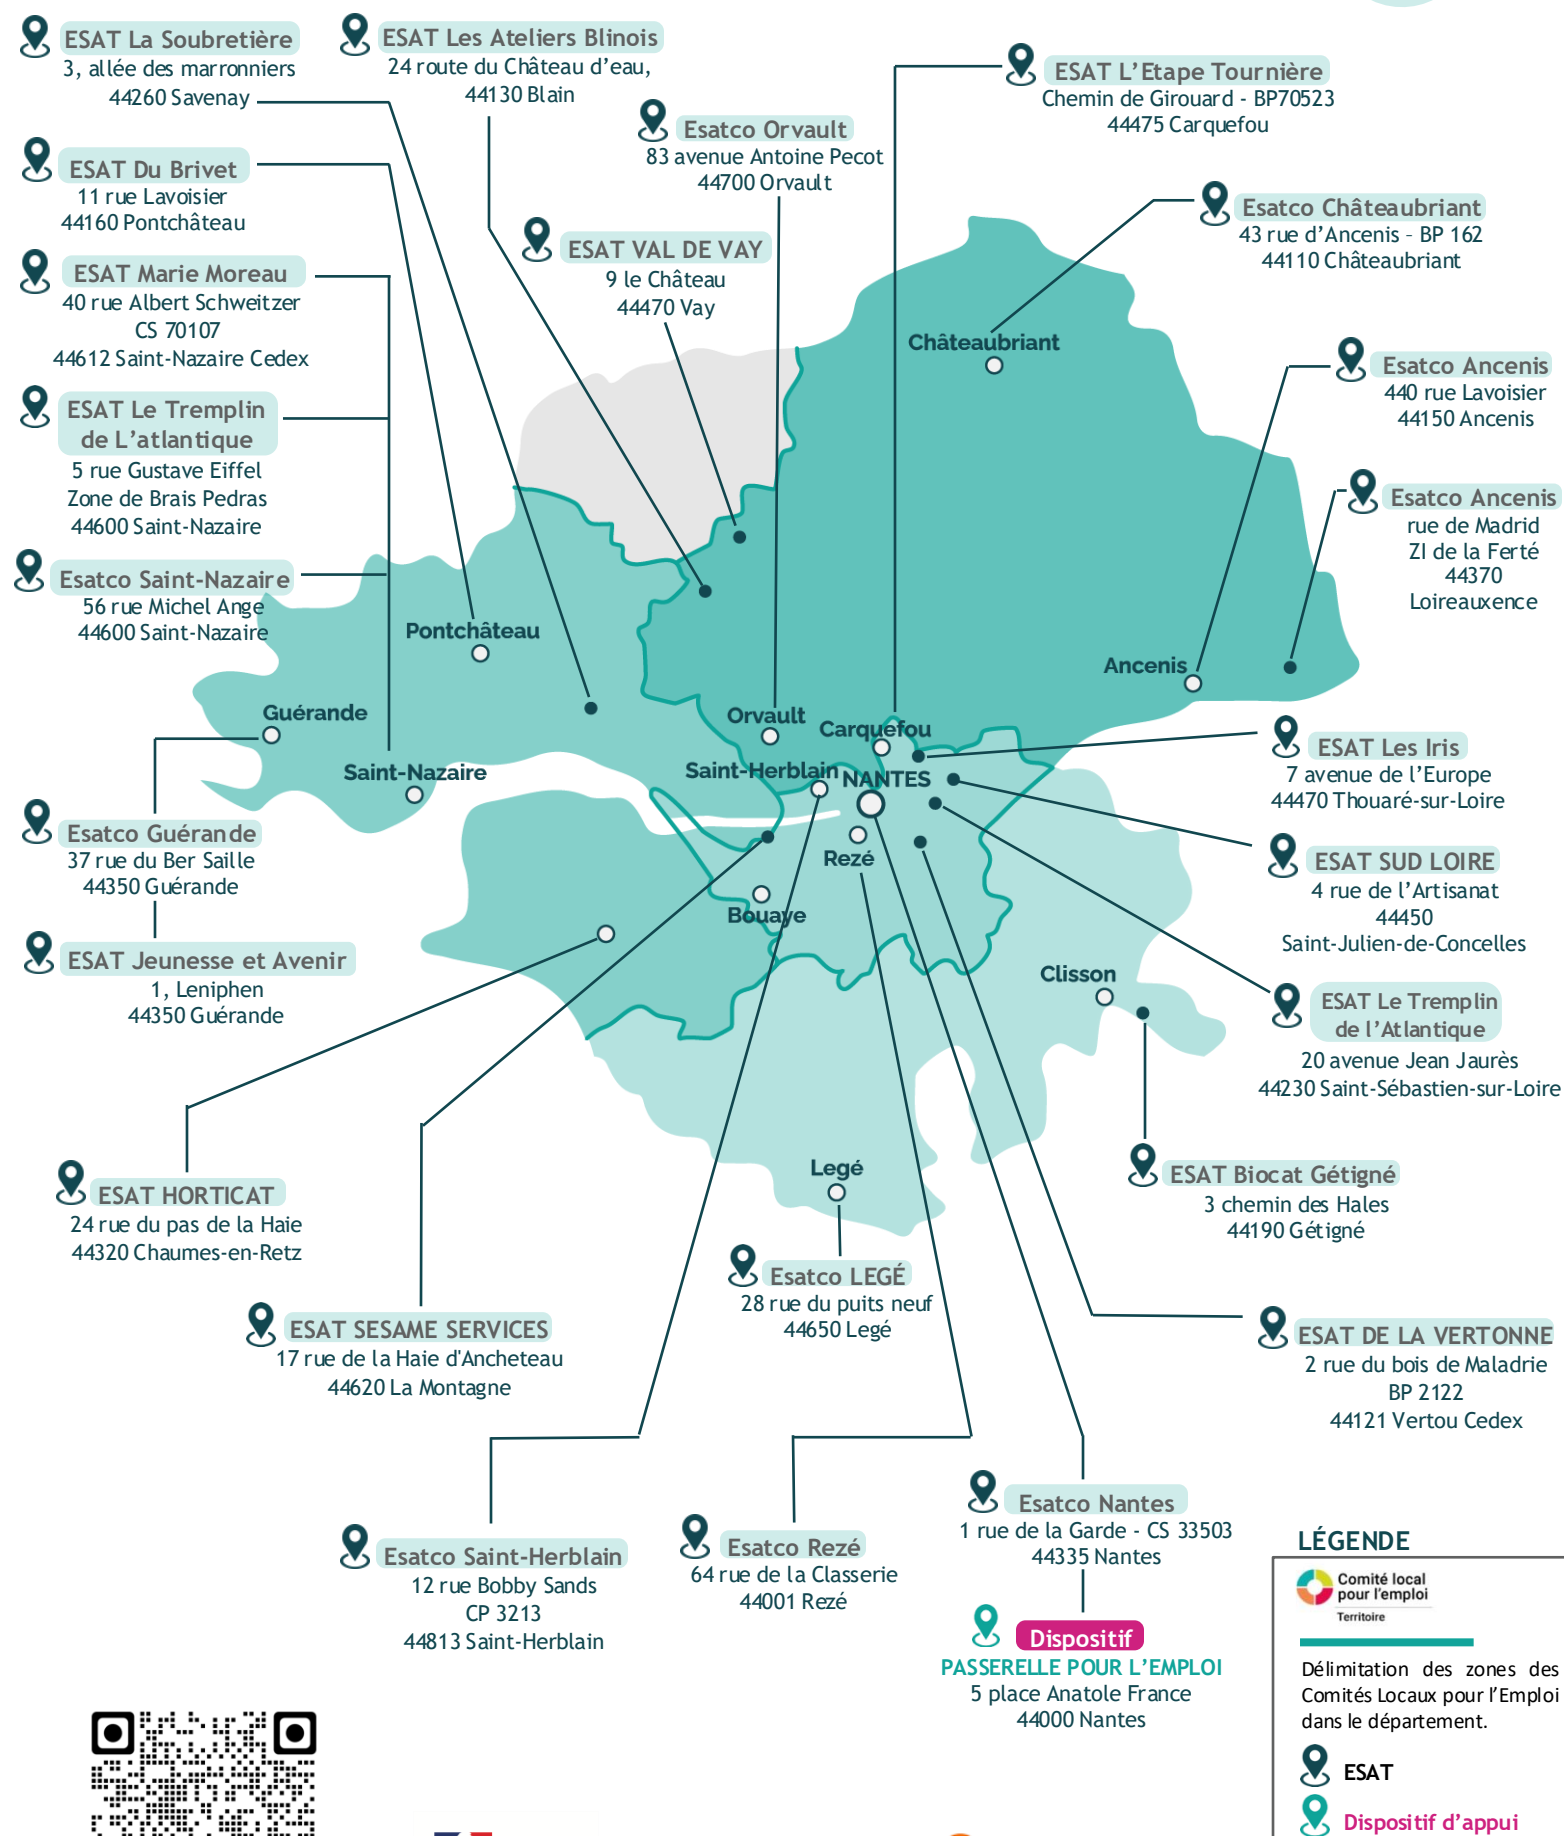 ESAT La Soubretière
3, allée des marronniers
44260 Savenay
ESAT Les Ateliers Blinois
24 route du Château d’eau,
44130 Blain
Esatco Orvault
83 avenue Antoine Pecot
44700 Orvault
ESAT L’Etape Tournière
Chemin de Girouard - BP70523
44475 Carquefou
ESAT Du Brivet
11 rue Lavoisier
44160 Pontchâteau
ESAT VAL DE VAY
9 le Château
44470 Vay
Esatco Châteaubriant
43 rue d’Ancenis – BP 162
44110 Châteaubriant
ESAT Marie Moreau
40 rue Albert Schweitzer
CS 70107
44612 Saint-Nazaire Cedex
Châteaubriant
Esatco Ancenis
440 rue Lavoisier
44150 Ancenis
ESAT Le Tremplin
de L’atlantique
5 rue Gustave Eiffel
Zone de Brais Pedras
44600 Saint-Nazaire
Esatco Ancenis
rue de Madrid
ZI de la Ferté
44370
Loireauxence
Esatco Saint-Nazaire
56 rue Michel Ange
44600 Saint-Nazaire
Pontchâteau
Ancenis
Guérande
Orvault
Carquefou
Saint-Nazaire
Saint-Herblain
NANTES
Rezé
Bouaye
Clisson
Legé
ESAT Les Iris
7 avenue de l’Europe
44470 Thouaré-sur-Loire
Esatco Guérande
37 rue du Ber Saille
44350 Guérande
ESAT SUD LOIRE
4 rue de l’Artisanat
44450
Saint-Julien-de-Concelles
ESAT Jeunesse et Avenir
1, Leniphen
44350 Guérande
ESAT Le Tremplin
de l’Atlantique
20 avenue Jean Jaurès
44230 Saint-Sébastien-sur-Loire
ESAT HORTICAT
24 rue du pas de la Haie
44320 Chaumes-en-Retz
ESAT Biocat Gétigné
3 chemin des Hales
44190 Gétigné
Esatco LEGÉ
28 rue du puits neuf
44650 Legé
ESAT SESAME SERVICES
17 rue de la Haie d'Ancheteau
44620 La Montagne
ESAT DE LA VERTONNE
2 rue du bois de Maladrie
BP 2122
44121 Vertou Cedex
Esatco Saint-Herblain
12 rue Bobby Sands
CP 3213
44813 Saint-Herblain
Esatco Rezé
64 rue de la Classerie
44001 Rezé
Esatco Nantes
1 rue de la Garde - CS 33503
44335 Nantes
Dispositif
PASSERELLE POUR L’EMPLOI
5 place Anatole France
44000 Nantes
LÉGENDE
Comité local
pour l’emploi
Territoire
Délimitation des zones des
Comités Locaux pour l’Emploi
dans le département.
ESAT
Dispositif d’appui